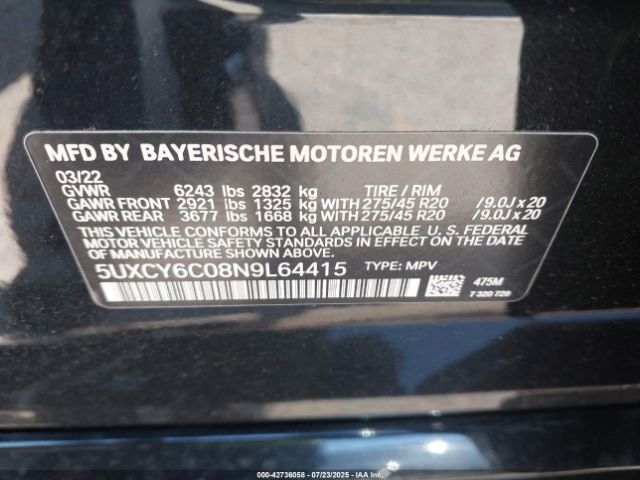 MFD BY BAYERISCHE MOTOREN WERKE AG
03/22
GVWR 6243 lbs 2832 kg TIRE / RIM
GAWR FRONT 2921 lbs 1325 kg WITH 275/45 R20 /9.0J x 20
GAWR REAR 3677 lbs 1668 kg WITH 275/45 R20 /9.0J x 20
THIS VEHICLE CONFORMS TO ALL APPLICABLE U. S. FEDERAL
MOTOR VEHICLE SAFETY STANDARDS IN EFFECT ON THE DATE
OF MANUFACTURE SHOWN ABOVE.
5UXCY6C08N9L64415 TYPE: MPV
475M
7 320 729
000-42736058 - 07/23/2025 - IAA Inc.